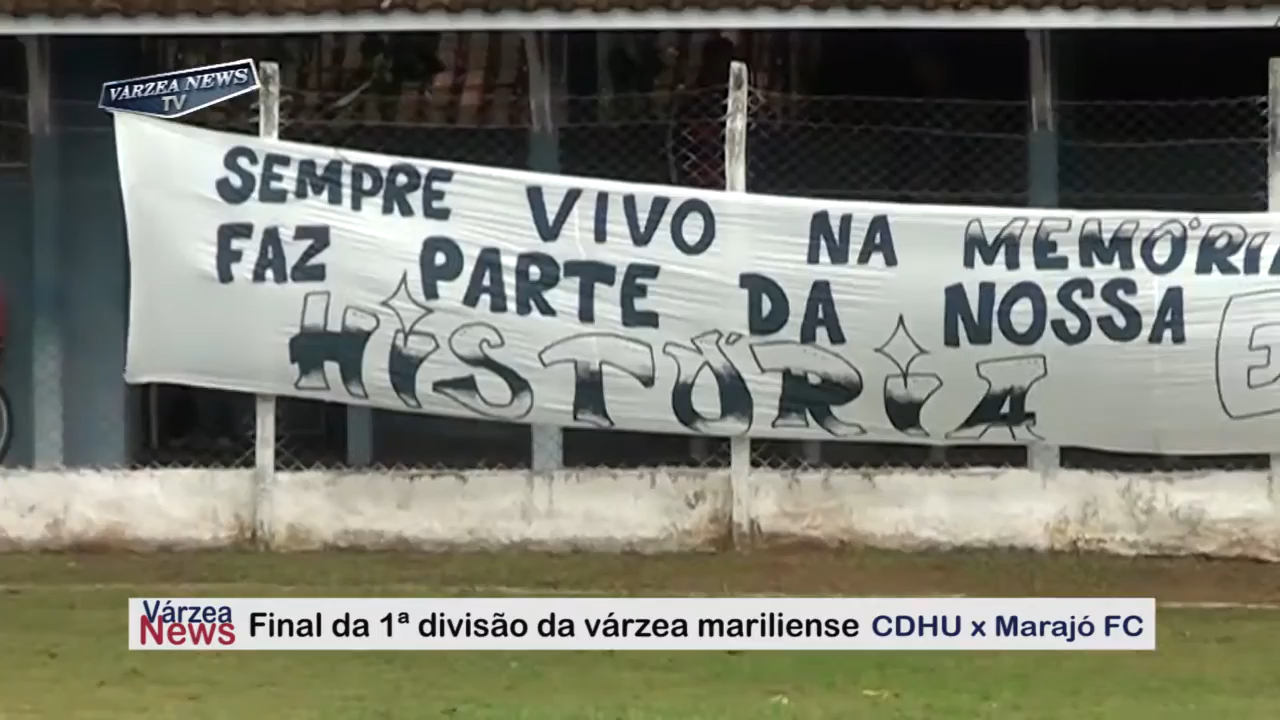 VARZEA NEWS
TV
SEMPRE VIVO NA MEMÓRI
FAZ PARTE DA NOSSA
HISTÓRIA
Várzea
News
Final da 1ª divisão da várzea mariliense CDHU x Marajó FC